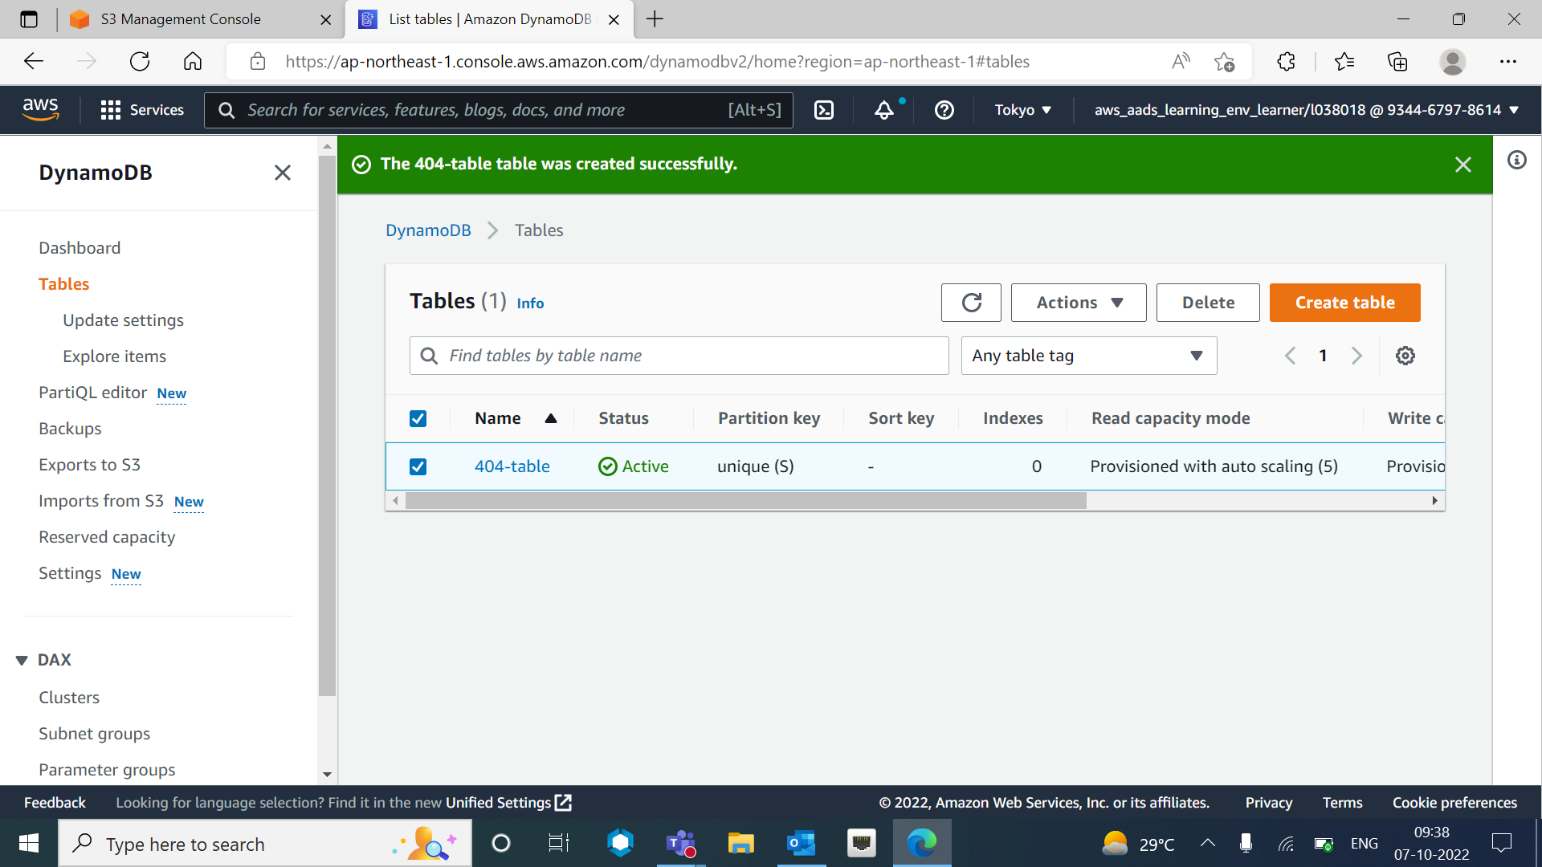 S3 Management Console
List tables | Amazon DynamoDB
https://ap-northeast-1.console.aws.amazon.com/dynamodbv2/home?region=ap-northeast-1#tables
aws
Services
Search for services, features, blogs, docs, and more [Alt+S]
Tokyo
aws_aads_learning_env_learner/l038018 @ 9344-6797-8614
DynamoDB
Dashboard
Tables
Update settings
Explore items
PartiQL editor New
Backups
Exports to S3
Imports from S3 New
Reserved capacity
Settings New
DAX
Clusters
Subnet groups
Parameter groups
The 404-table table was created successfully.
DynamoDB > Tables
Tables (1) Info
Actions
Delete
Create table
Find tables by table name
Any table tag
1
Name Status Partition key Sort key Indexes Read capacity mode Write c
404-table Active unique (S) - 0 Provisioned with auto scaling (5) Provisio
Feedback Looking for language selection? Find it in the new Unified Settings
© 2022, Amazon Web Services, Inc. or its affiliates. Privacy Terms Cookie preferences
Type here to search
29°C
ENG
09:38
07-10-2022